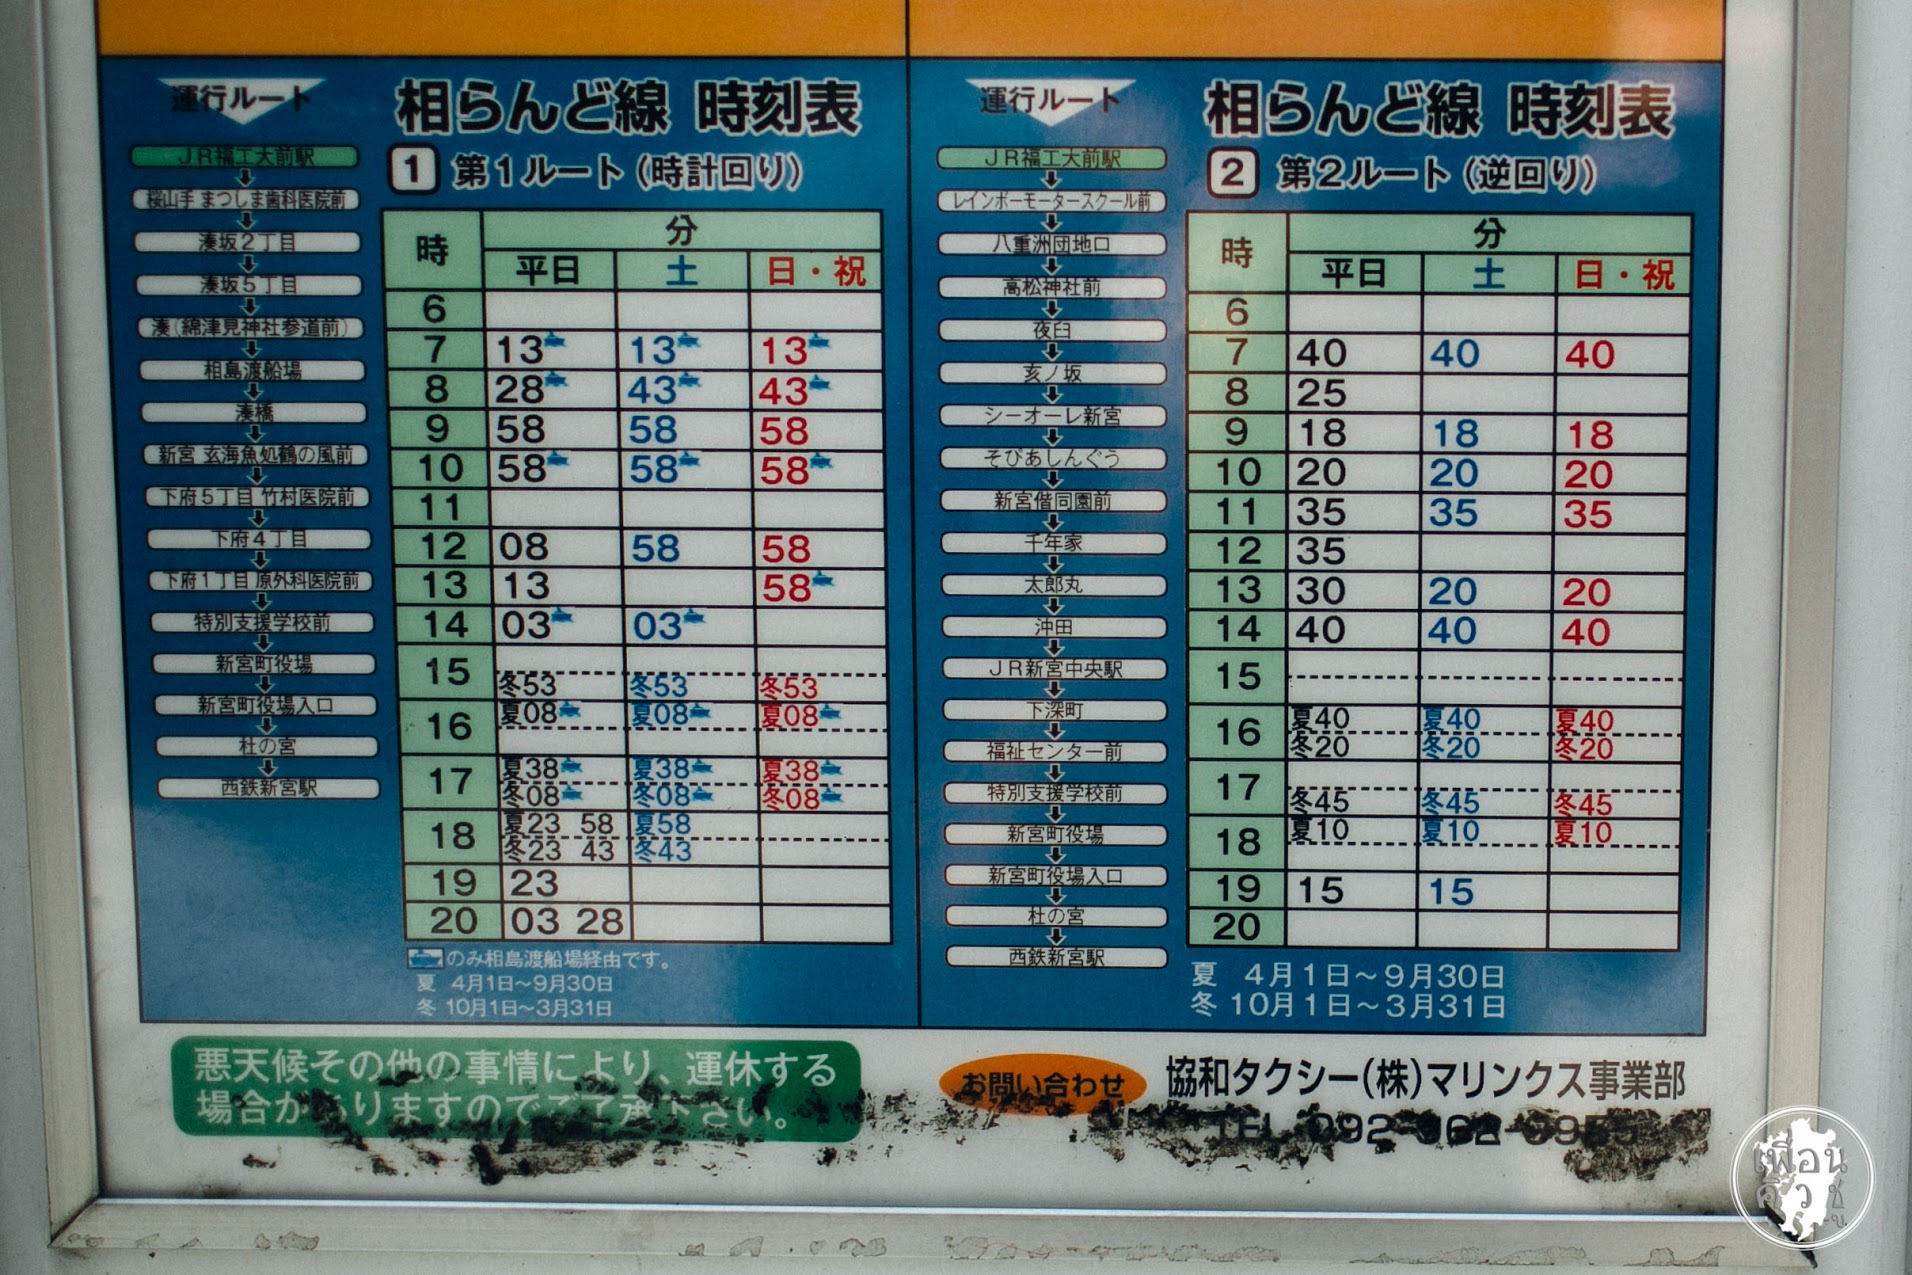 運行ルート
相らんど線 時刻表
1 第1ルート(時計回り)
JR福工大前駅
桜山手 まつしま歯科医院前
湊坂2丁目
湊坂5丁目
湊(綿津見神社参道前)
相島渡船場
湊橋
新宮 玄海魚処鶴の風前
下府5丁目 竹村医院前
下府4丁目
下府1丁目 原外科医院前
特別支援学校前
新宮町役場
新宮町役場入口
杜の宮
西鉄新宮駅
時 分
平日 土 日・祝
6
7 13 13 13
8 28 43 43
9 58 58 58
10 58 58 58
11
12 08 58 58
13 13 58
14 03 03
15 冬53 冬53 冬53
16 夏08 夏08 夏08
17 夏38 夏38 夏38
冬08 冬08 冬08
18 夏23 58 夏58
冬23 43 冬43
19 23
20 03 28
のみ相島渡船場経由です。
夏 4月1日~9月30日
冬 10月1日~3月31日
運行ルート
相らんど線 時刻表
2 第2ルート(逆回り)
JR福工大前駅
レインボーモータースクール前
八重洲団地口
高松神社前
夜臼
亥ノ坂
シーオーレ新宮
そぴあしんぐう
新宮偕同園前
千年家
太郎丸
沖田
JR新宮中央駅
下深町
福祉センター前
特別支援学校前
新宮町役場
新宮町役場入口
杜の宮
西鉄新宮駅
時 分
平日 土 日・祝
6
7 40 40 40
8 25
9 18 18 18
10 20 20 20
11 35 35 35
12 35
13 30 20 20
14 40 40 40
15
16 夏40 夏40 夏40
冬20 冬20 冬20
17 冬45 冬45 冬45
18 夏10 夏10 夏10
19 15 15
20
夏 4月1日~9月30日
冬 10月1日~3月31日
悪天候その他の事情により、運休する
場合がありますのでご了承下さい。
お問い合わせ
協和タクシー(株)マリンクス事業部
TEL 092-962-
เพื่อน
คิว